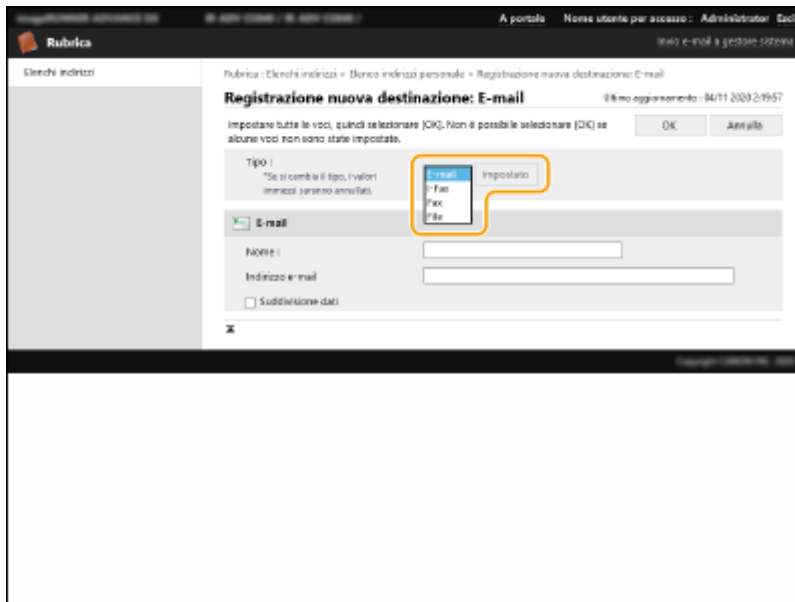 A portale Nome utente per accesso : Administrator Esci
Rubrica
Invio e-mail a gestore sistema
Elenchi indirizzi
Rubrica : Elenchi indirizzi > Elenco indirizzi personale > Registrazione nuova destinazione: E-mail
Registrazione nuova destinazione: E-mail
Ultimo aggiornamento : 04/11 2020 2:19:57
Impostare tutte le voci, quindi selezionare [OK]. Non è possibile selezionare [OK] se
alcune voci non sono state impostate.
OK
Annulla
Tipo :
*Se si cambia il tipo, i valori
immessi saranno annullati.
E-mail
I-Fax
Fax
File
Impostato
E-mail
Nome :
Indirizzo e-mail
Suddivisione dati